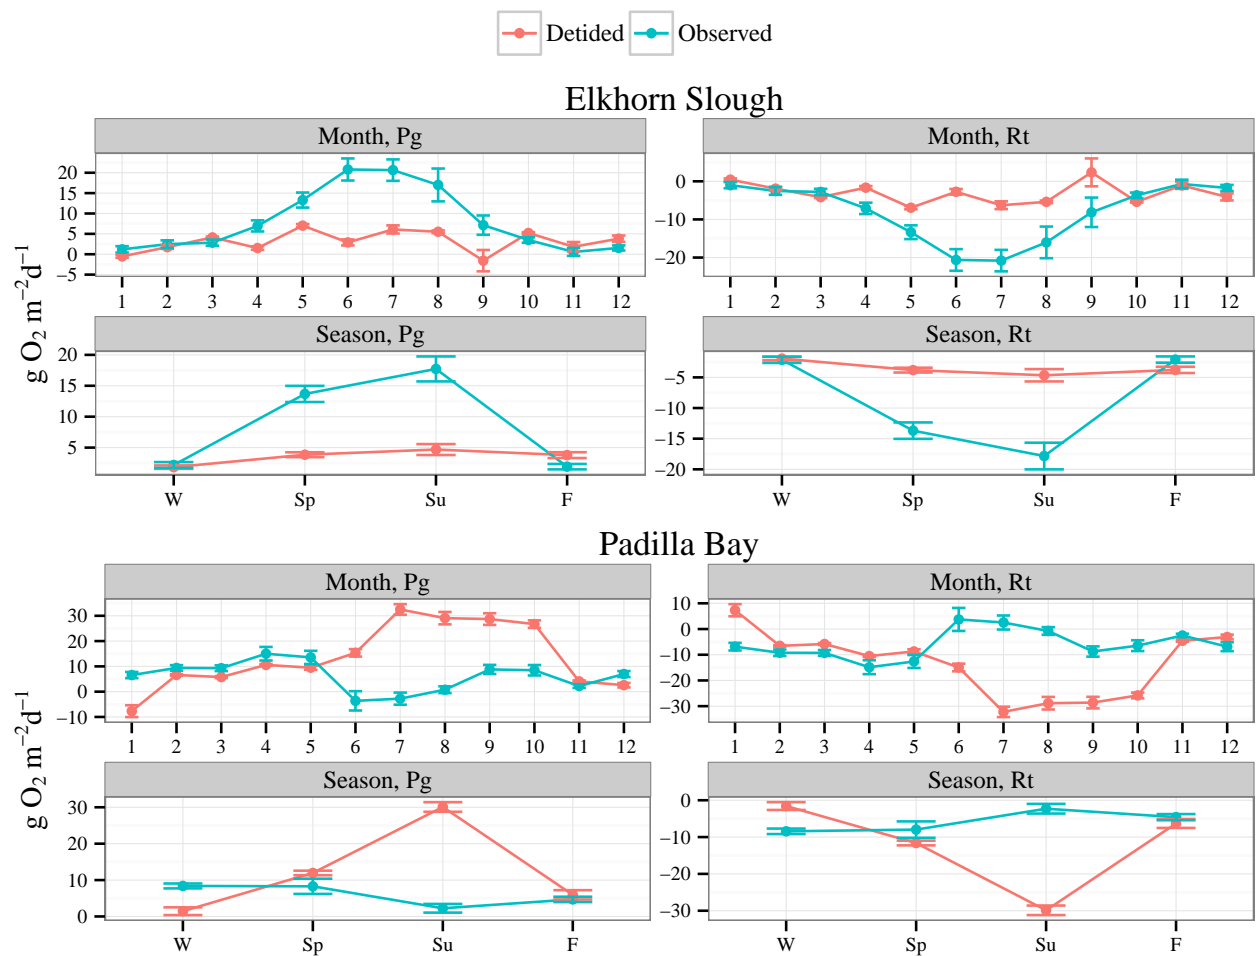 Detided Observed
Elkhorn Slough
Month, Pg Month, Rt
g O₂ m⁻²d⁻¹
20
15
10
5
0
−5
1 2 3 4 5 6 7 8 9 10 11 12
0
−10
−20
1 2 3 4 5 6 7 8 9 10 11 12
Season, Pg Season, Rt
20
15
10
5
W Sp Su F
−5
−10
−15
−20
W Sp Su F
Padilla Bay
Month, Pg Month, Rt
g O₂ m⁻²d⁻¹
30
20
10
0
−10
1 2 3 4 5 6 7 8 9 10 11 12
10
0
−10
−20
−30
1 2 3 4 5 6 7 8 9 10 11 12
Season, Pg Season, Rt
30
20
10
0
W Sp Su F
0
−10
−20
−30
W Sp Su F